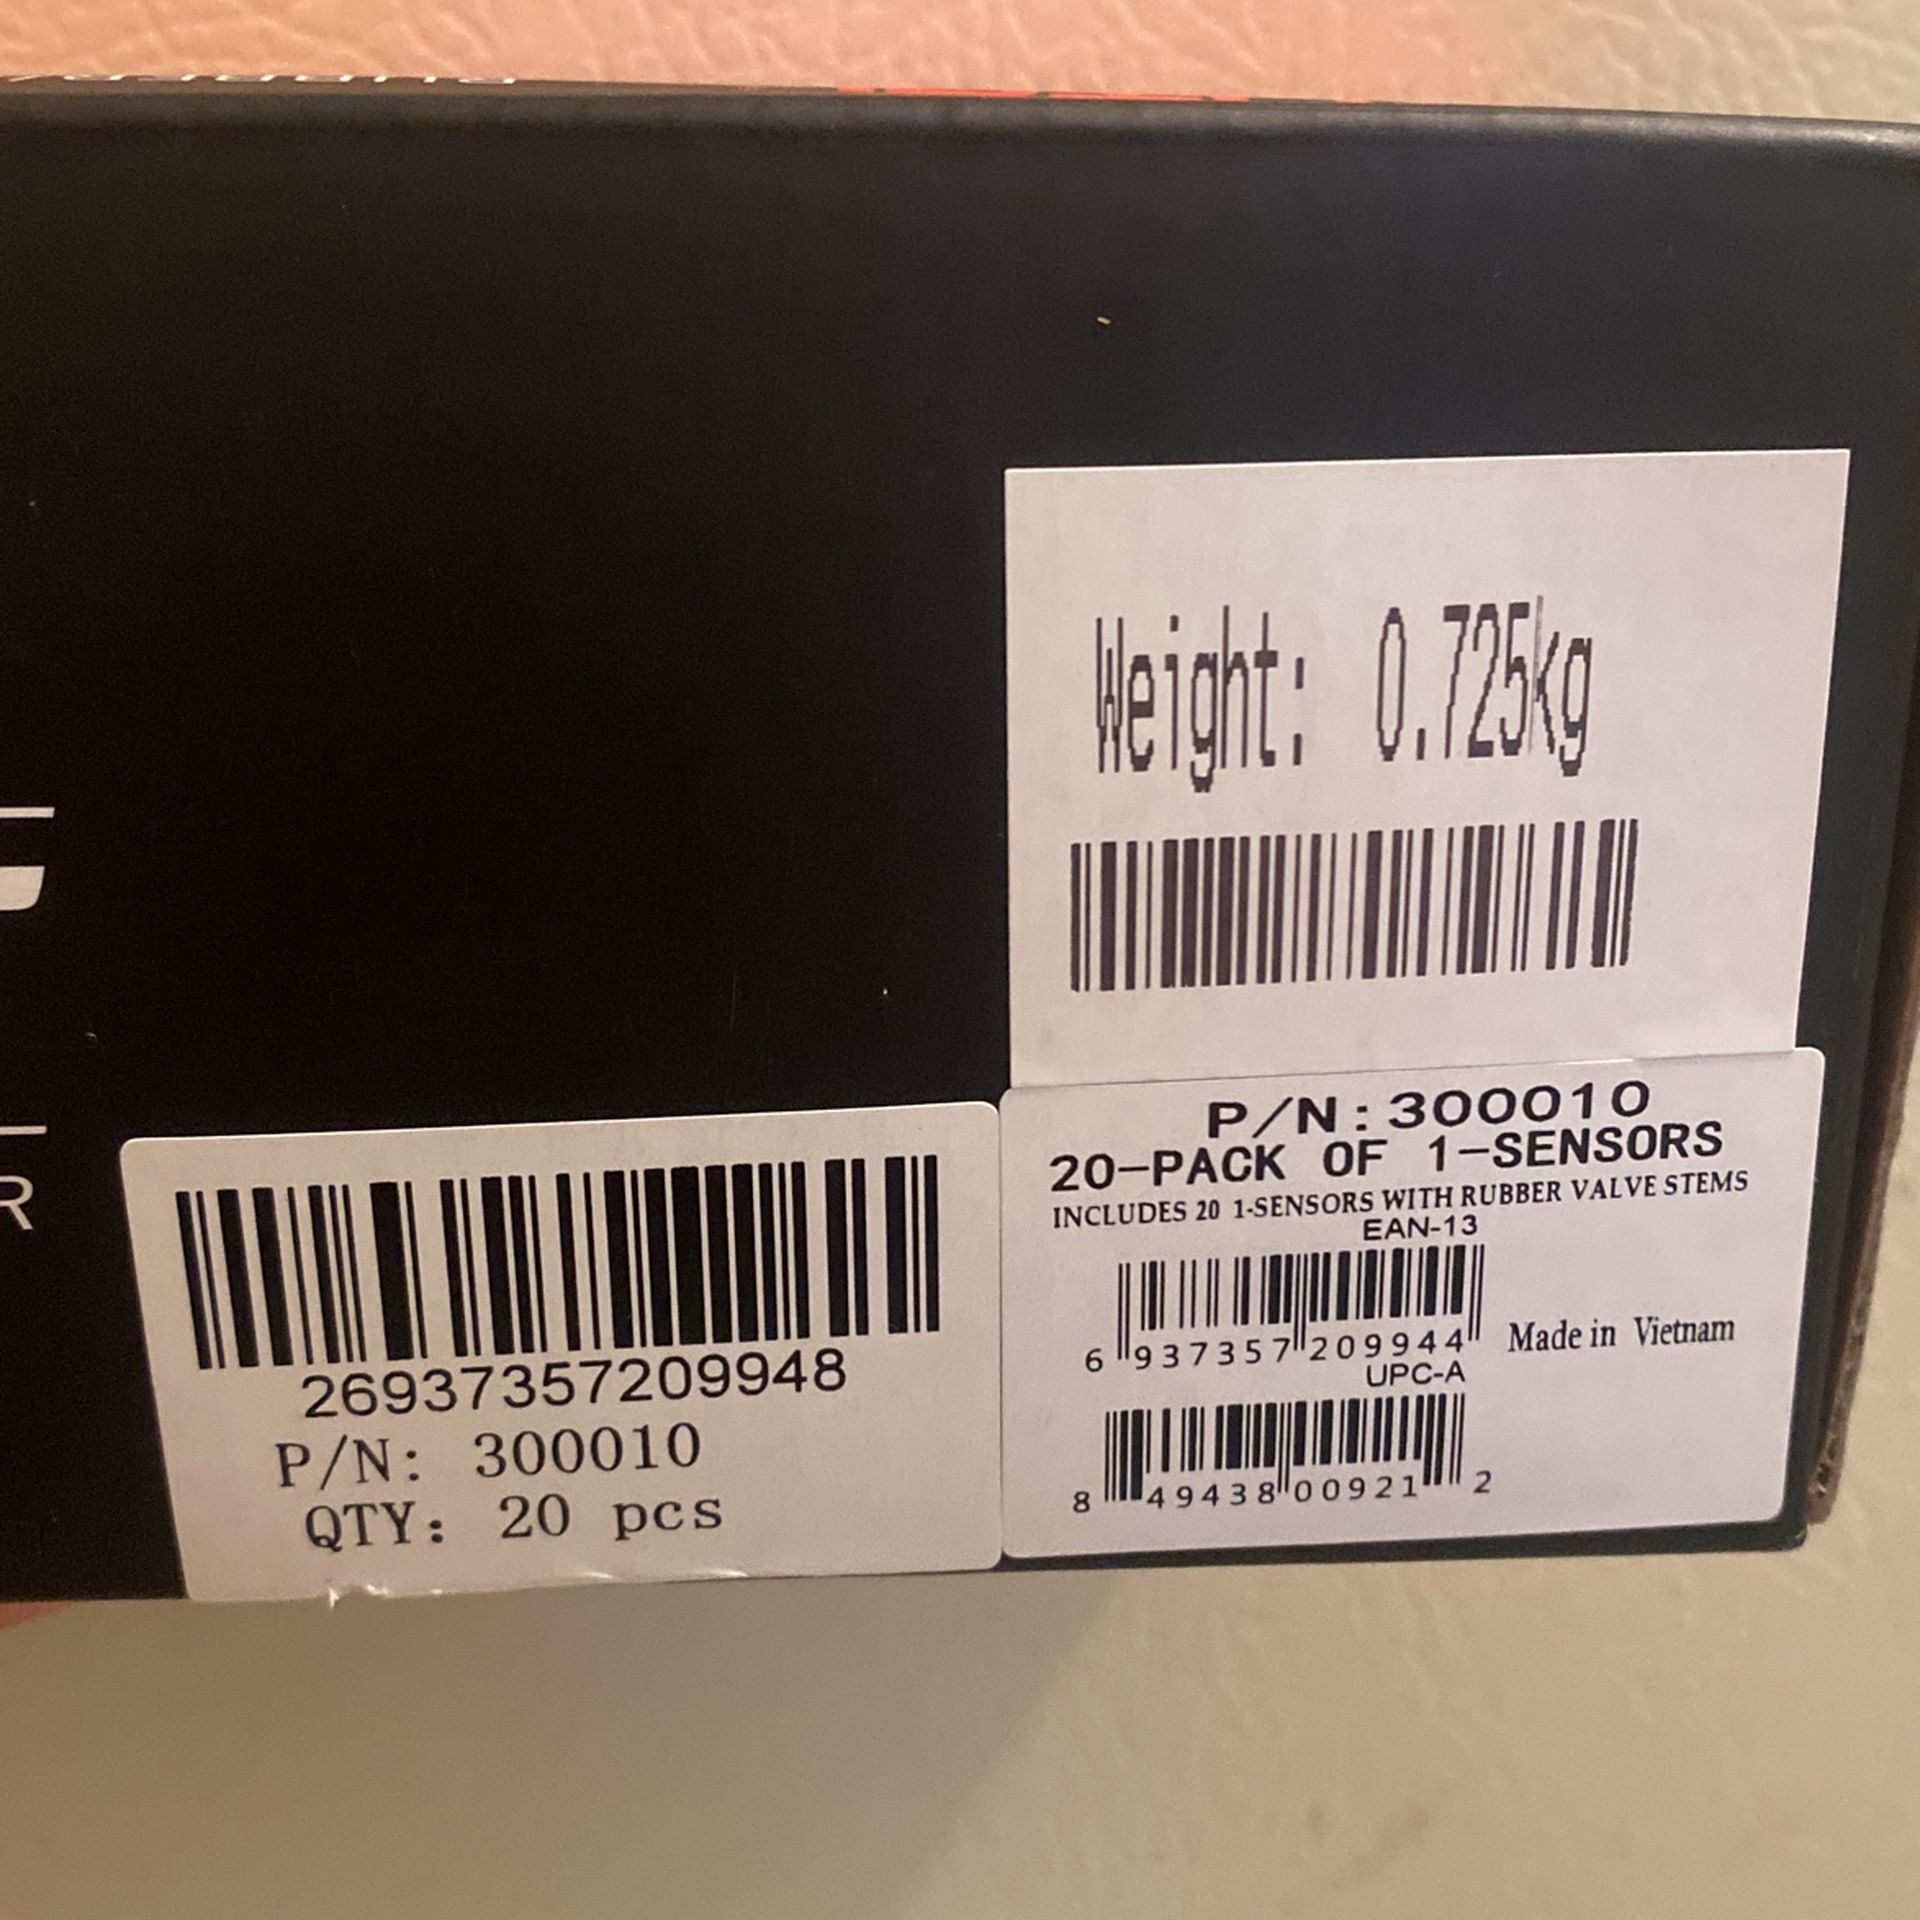 Weight: 0.725kg
P/N:300010
20-PACK OF 1-SENSORS
INCLUDES 20 1-SENSORS WITH RUBBER VALVE STEMS
EAN-13
6 937357 209944
Made in Vietnam
UPC-A
8 49438 00921 2
26937357209948
P/N: 300010
QTY: 20 pcs
R